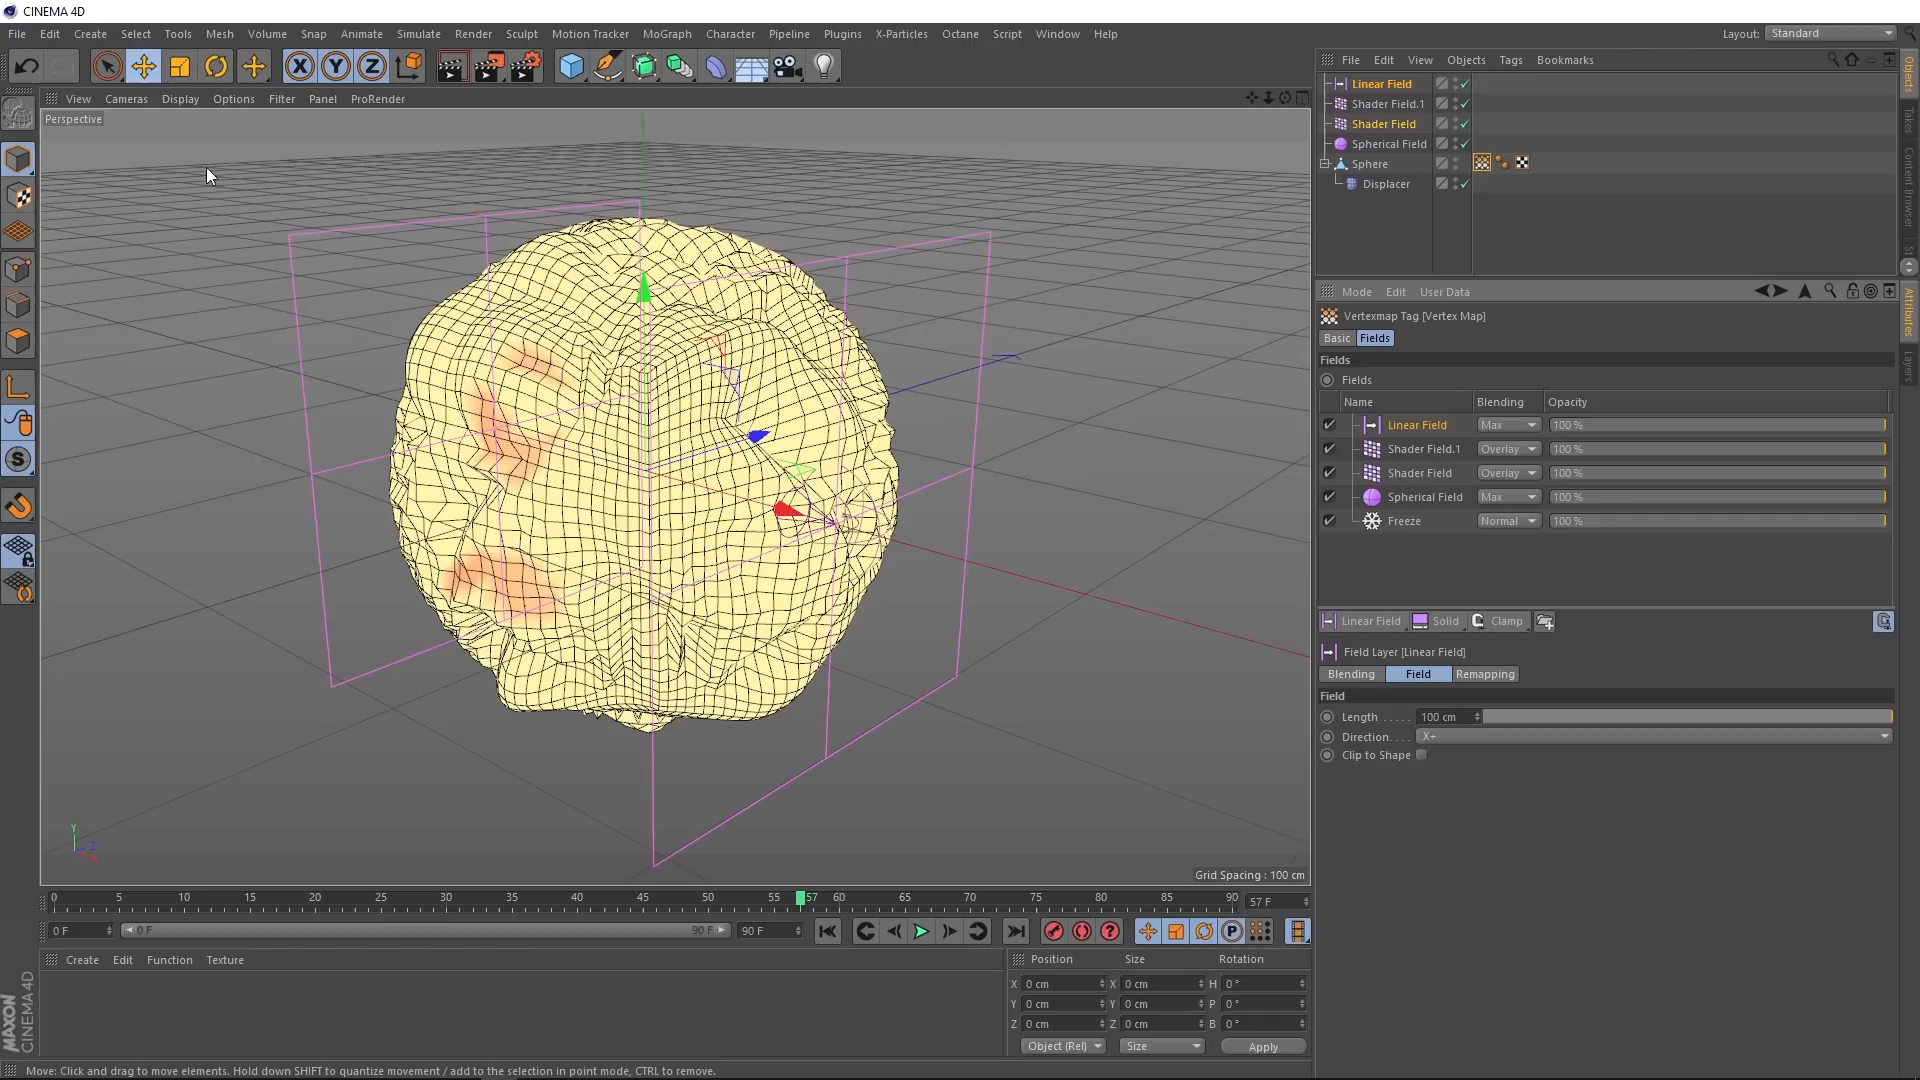 CINEMA 4D
File Edit Create Select Tools Mesh Volume Snap Animate Simulate Render Sculpt Motion Tracker MoGraph Character Pipeline Plugins X-Particles Octane Script Window Help
Layout: Standard
X Y Z
File Edit View Objects Tags Bookmarks
Linear Field
Shader Field.1
Shader Field
Spherical Field
Sphere
Displacer
Objects
Takes
Content Browser
View Cameras Display Options Filter Panel ProRender
Perspective
Mode Edit User Data
Vertexmap Tag [Vertex Map]
Basic Fields
Fields
Fields
Name Blending Opacity
Linear Field Max 100 %
Shader Field.1 Overlay 100 %
Shader Field Overlay 100 %
Spherical Field Max 100 %
Freeze Normal 100 %
Attributes
Layers
Linear Field Solid Clamp
Field Layer [Linear Field]
Blending Field Remapping
Field
Length . . . . . 100 cm
Direction. . . . X+
Clip to Shape
S
Y
Z
X
Grid Spacing : 100 cm
0 5 10 15 20 25 30 35 40 45 50 55 57 60 65 70 75 80 85 90
57 F
0 F 0 F 90 F 90 F
P
Create Edit Function Texture
Position Size Rotation
X 0 cm X 0 cm H 0 °
Y 0 cm Y 0 cm P 0 °
Z 0 cm Z 0 cm B 0 °
Object (Rel) Size Apply
MAXON
CINEMA 4D
Move: Click and drag to move elements. Hold down SHIFT to quantize movement / add to the selection in point mode, CTRL to remove.